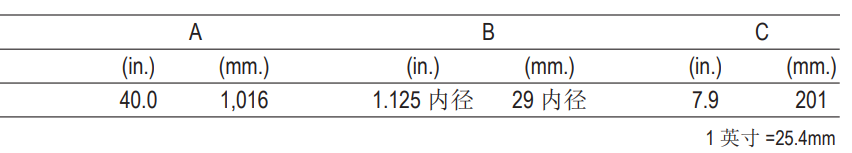 A B C
(in.) (mm.) (in.) (mm.) (in.) (mm.)
40.0 1,016 1.125 内径 29 内径 7.9 201
1 英寸 =25.4mm